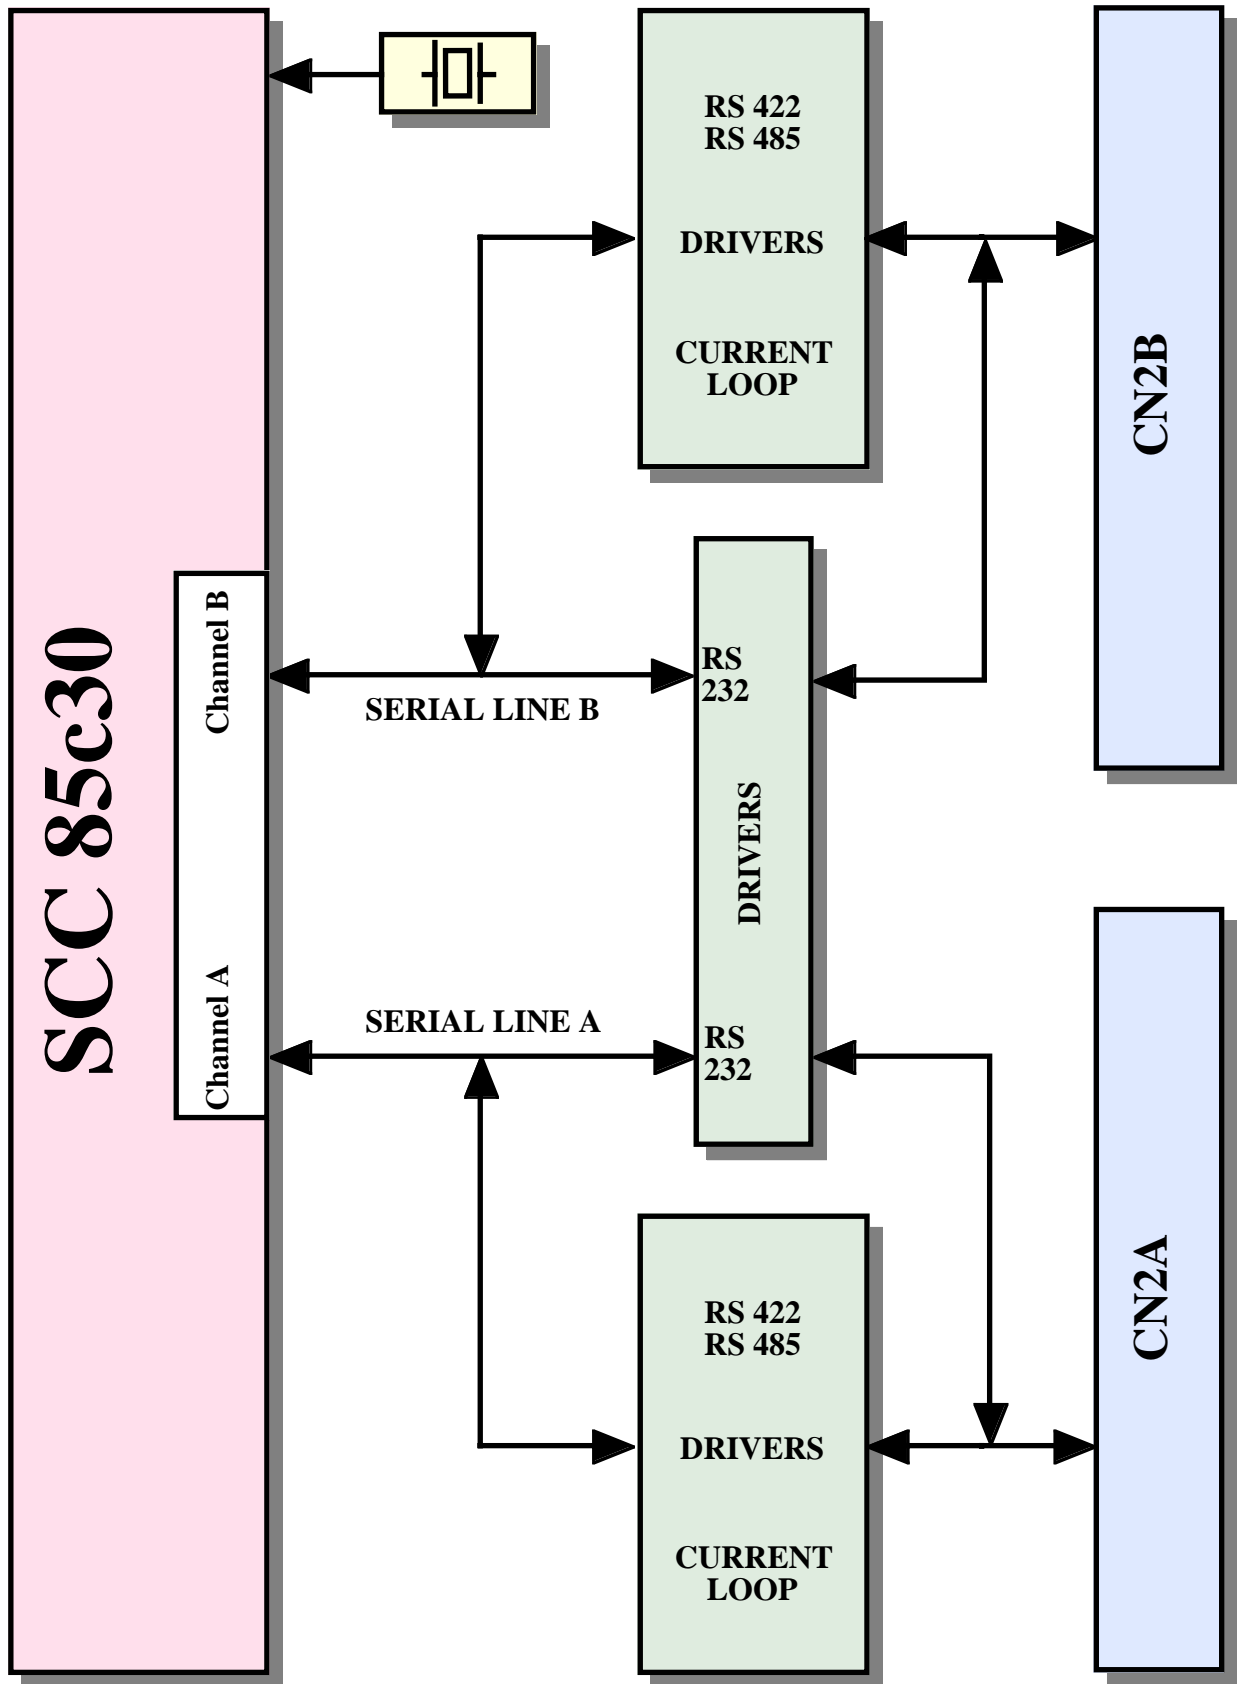 SCC 85c30
Channel B
Channel A
RS 422
RS 485
DRIVERS
CURRENT
LOOP
CN2B
SERIAL LINE B
RS
232
DRIVERS
SERIAL LINE A
RS
232
RS 422
RS 485
DRIVERS
CURRENT
LOOP
CN2A